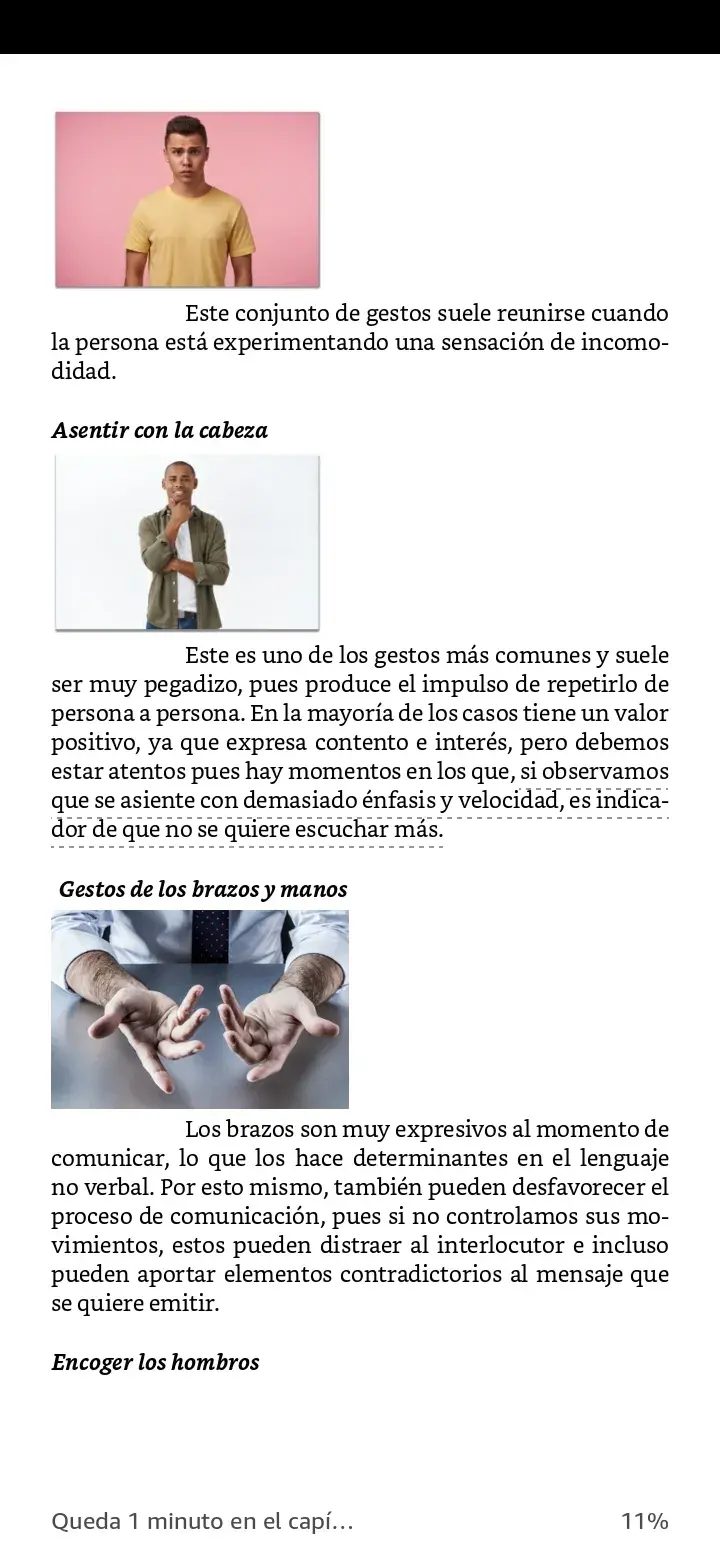 Este conjunto de gestos suele reunirse cuando
la persona está experimentando una sensación de incomo-
didad.
Asentir con la cabeza
Este es uno de los gestos más comunes y suele
ser muy pegadizo, pues produce el impulso de repetirlo de
persona a persona. En la mayoría de los casos tiene un valor
positivo, ya que expresa contento e interés, pero debemos
estar atentos pues hay momentos en los que, si observamos
que se asiente con demasiado énfasis y velocidad, es indica-
dor de que no se quiere escuchar más.
Gestos de los brazos y manos
Los brazos son muy expresivos al momento de
comunicar, lo que los hace determinantes en el lenguaje
no verbal. Por esto mismo, también pueden desfavorecer el
proceso de comunicación, pues si no controlamos sus mo-
vimientos, estos pueden distraer al interlocutor e incluso
pueden aportar elementos contradictorios al mensaje que
se quiere emitir.
Encoger los hombros
Queda 1 minuto en el capí… 11%